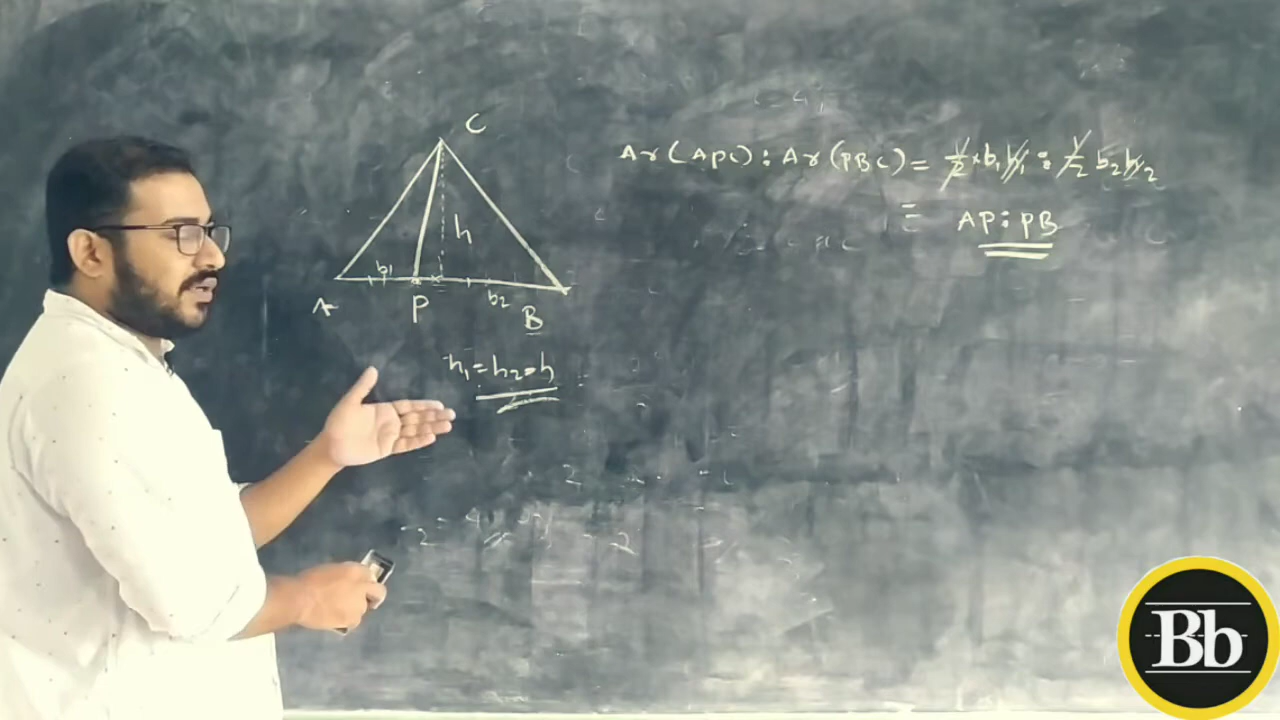 C
Ar(APC) : Ar(PBC) = 1/2 × b₁h₁ : 1/2 b₂h₂
= AP : PB
h
b₁
b₂
A P B
h₁ = h₂ = h
Bb